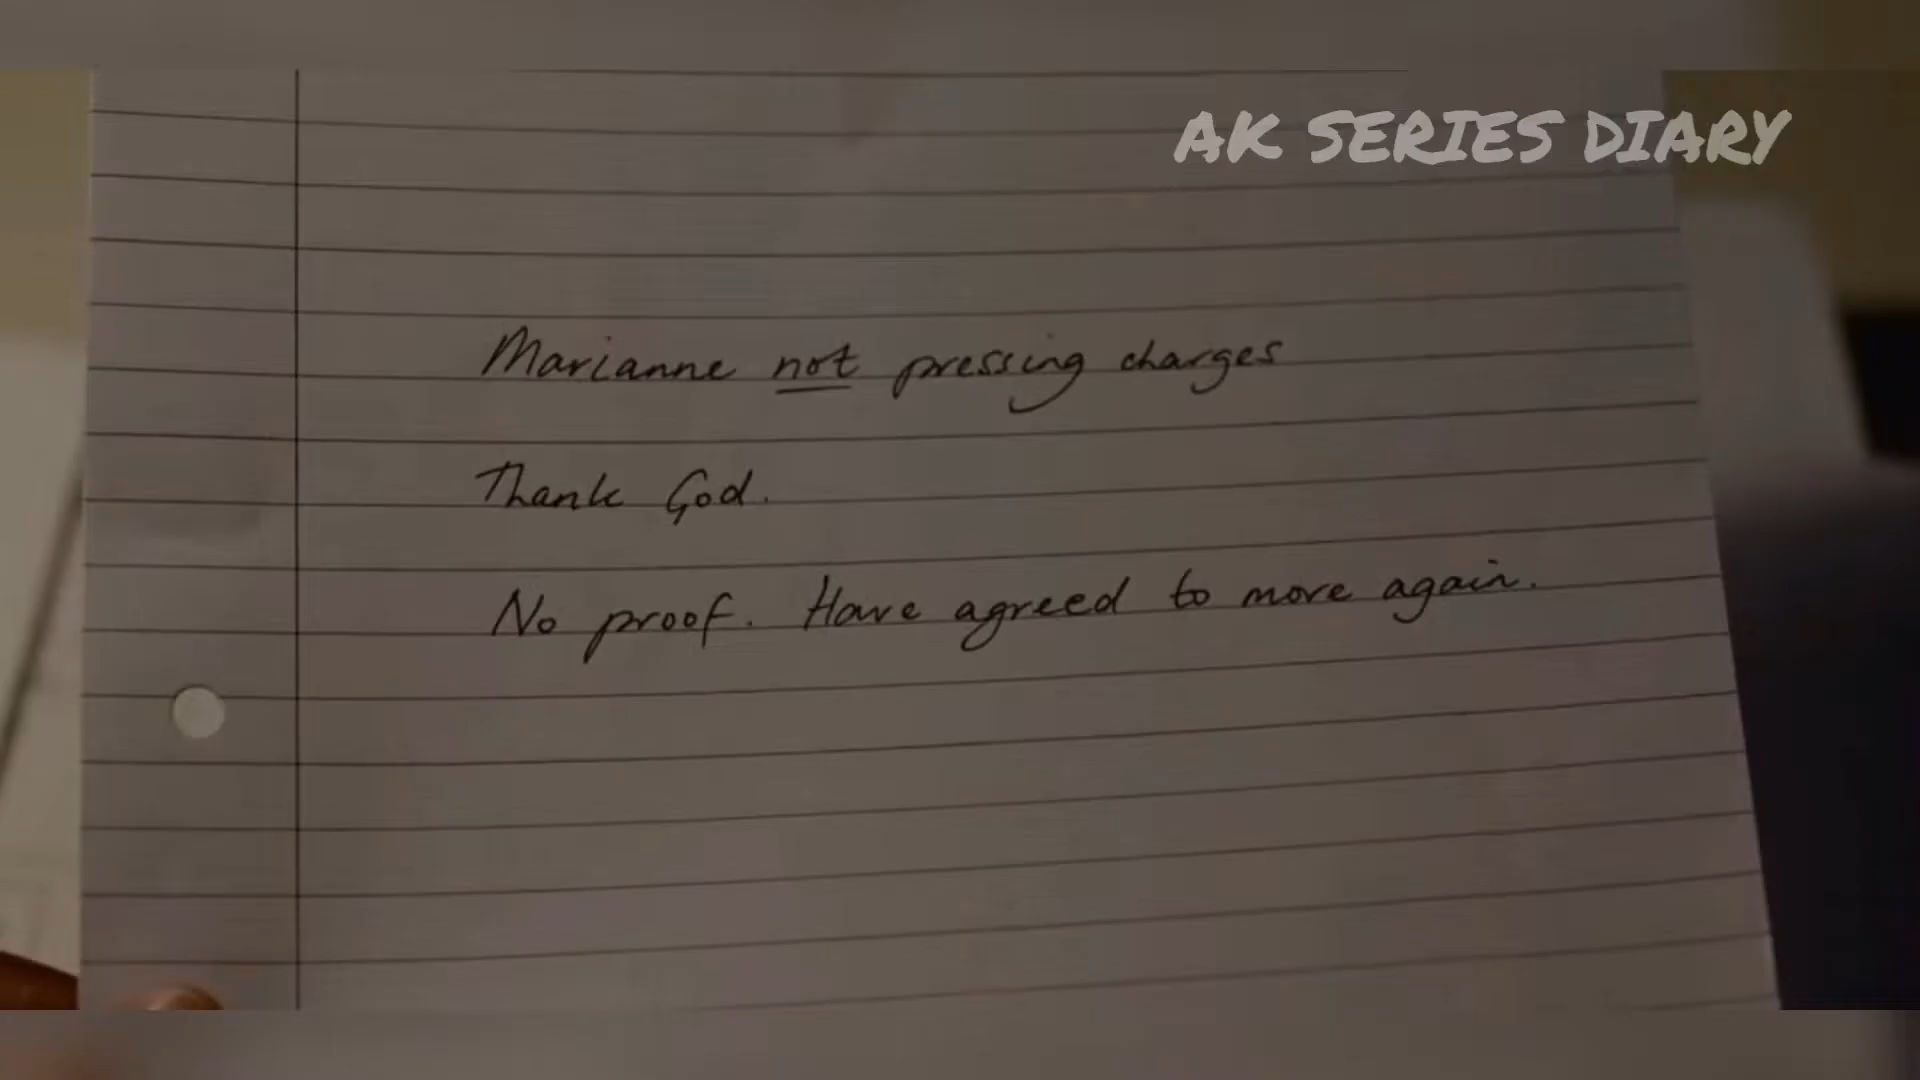 AK SERIES DIARY
Marianne not pressing charges
Thank God.
No proof. Have agreed to move again.